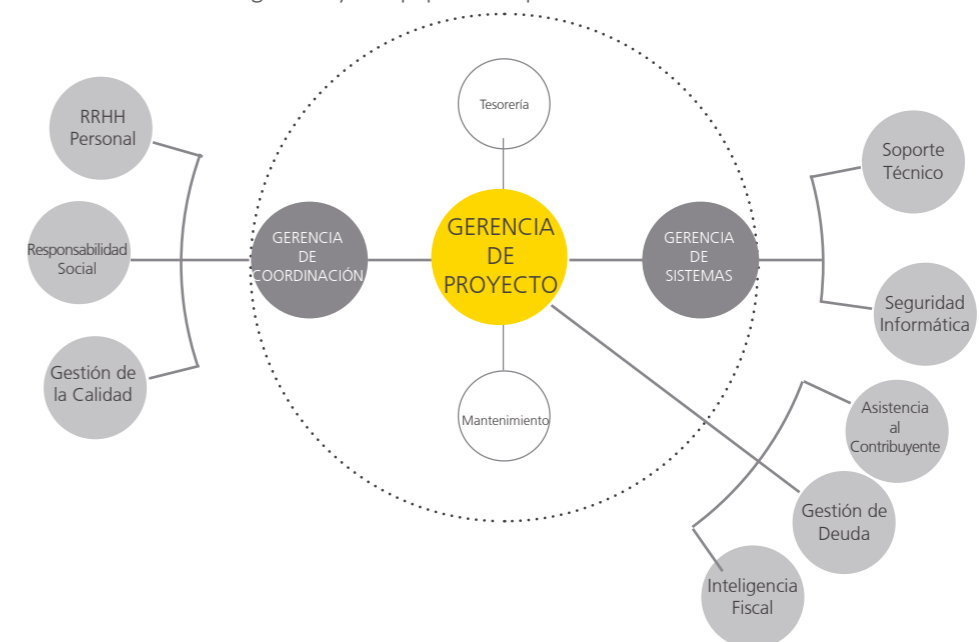 Tesorería
RRHH
Personal
Soporte
Técnico
Responsabilidad
Social
GERENCIA
DE
COORDINACIÓN
GERENCIA
DE
PROYECTO
GERENCIA
DE
SISTEMAS
Seguridad
Informática
Gestión de
la Calidad
Mantenimiento
Asistencia
al
Contribuyente
Gestión de
Deuda
Inteligencia
Fiscal